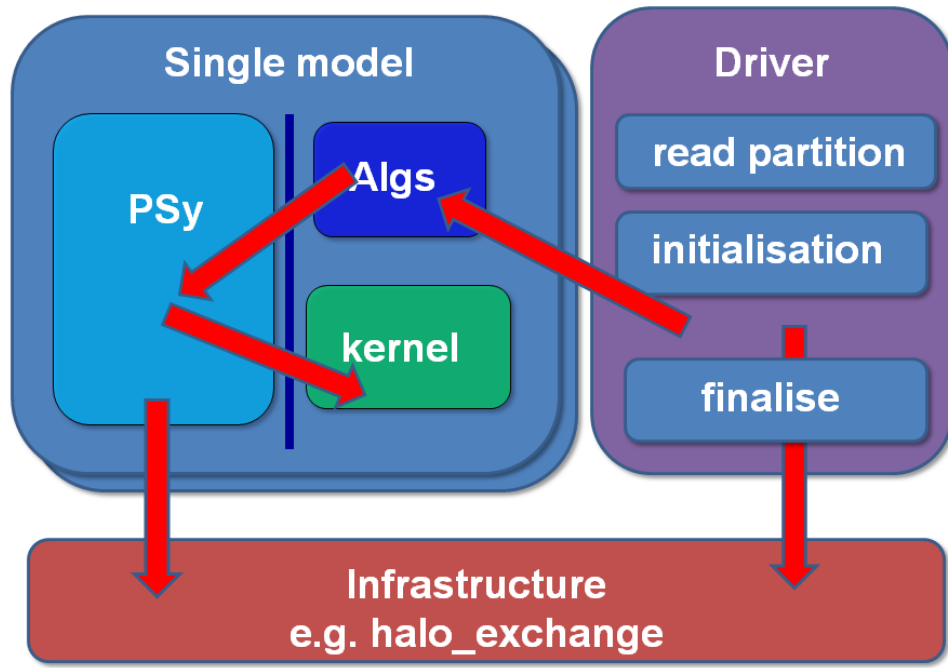 Single model
PSy
Algs
kernel
Driver
read partition
initialisation
finalise
Infrastructure
e.g. halo_exchange